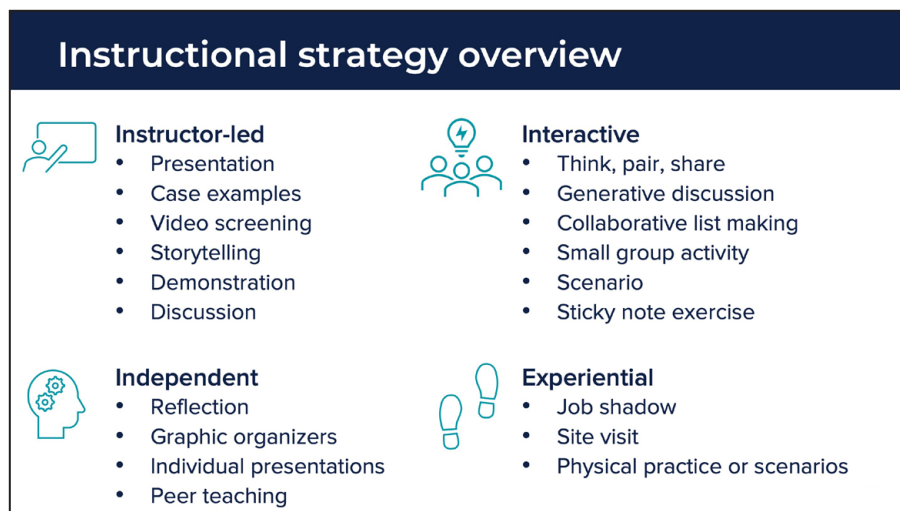 Instructional strategy overview
Instructor-led
• Presentation
• Case examples
• Video screening
• Storytelling
• Demonstration
• Discussion
Interactive
• Think, pair, share
• Generative discussion
• Collaborative list making
• Small group activity
• Scenario
• Sticky note exercise
Independent
• Reflection
• Graphic organizers
• Individual presentations
• Peer teaching
Experiential
• Job shadow
• Site visit
• Physical practice or scenarios